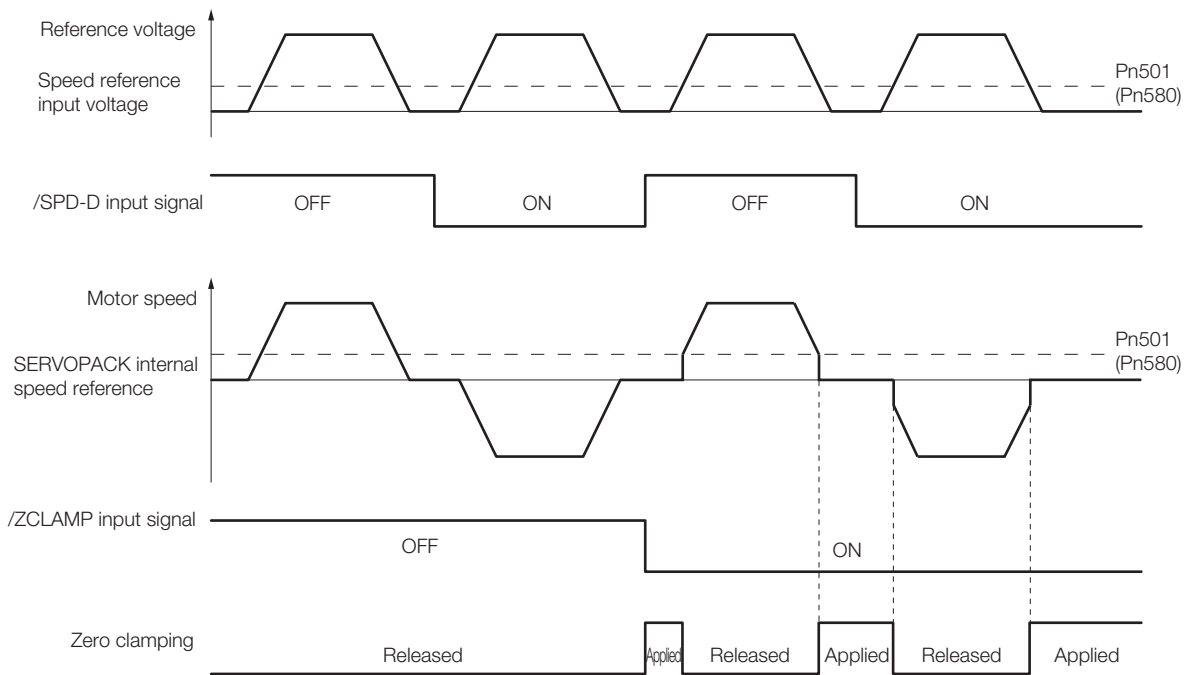 Reference voltage
Speed reference
input voltage
Pn501
(Pn580)
/SPD-D input signal
OFF
ON
OFF
ON
Motor speed
SERVOPACK internal
speed reference
Pn501
(Pn580)
/ZCLAMP input signal
OFF
ON
Zero clamping
Released
Applied
Released
Applied
Released
Applied